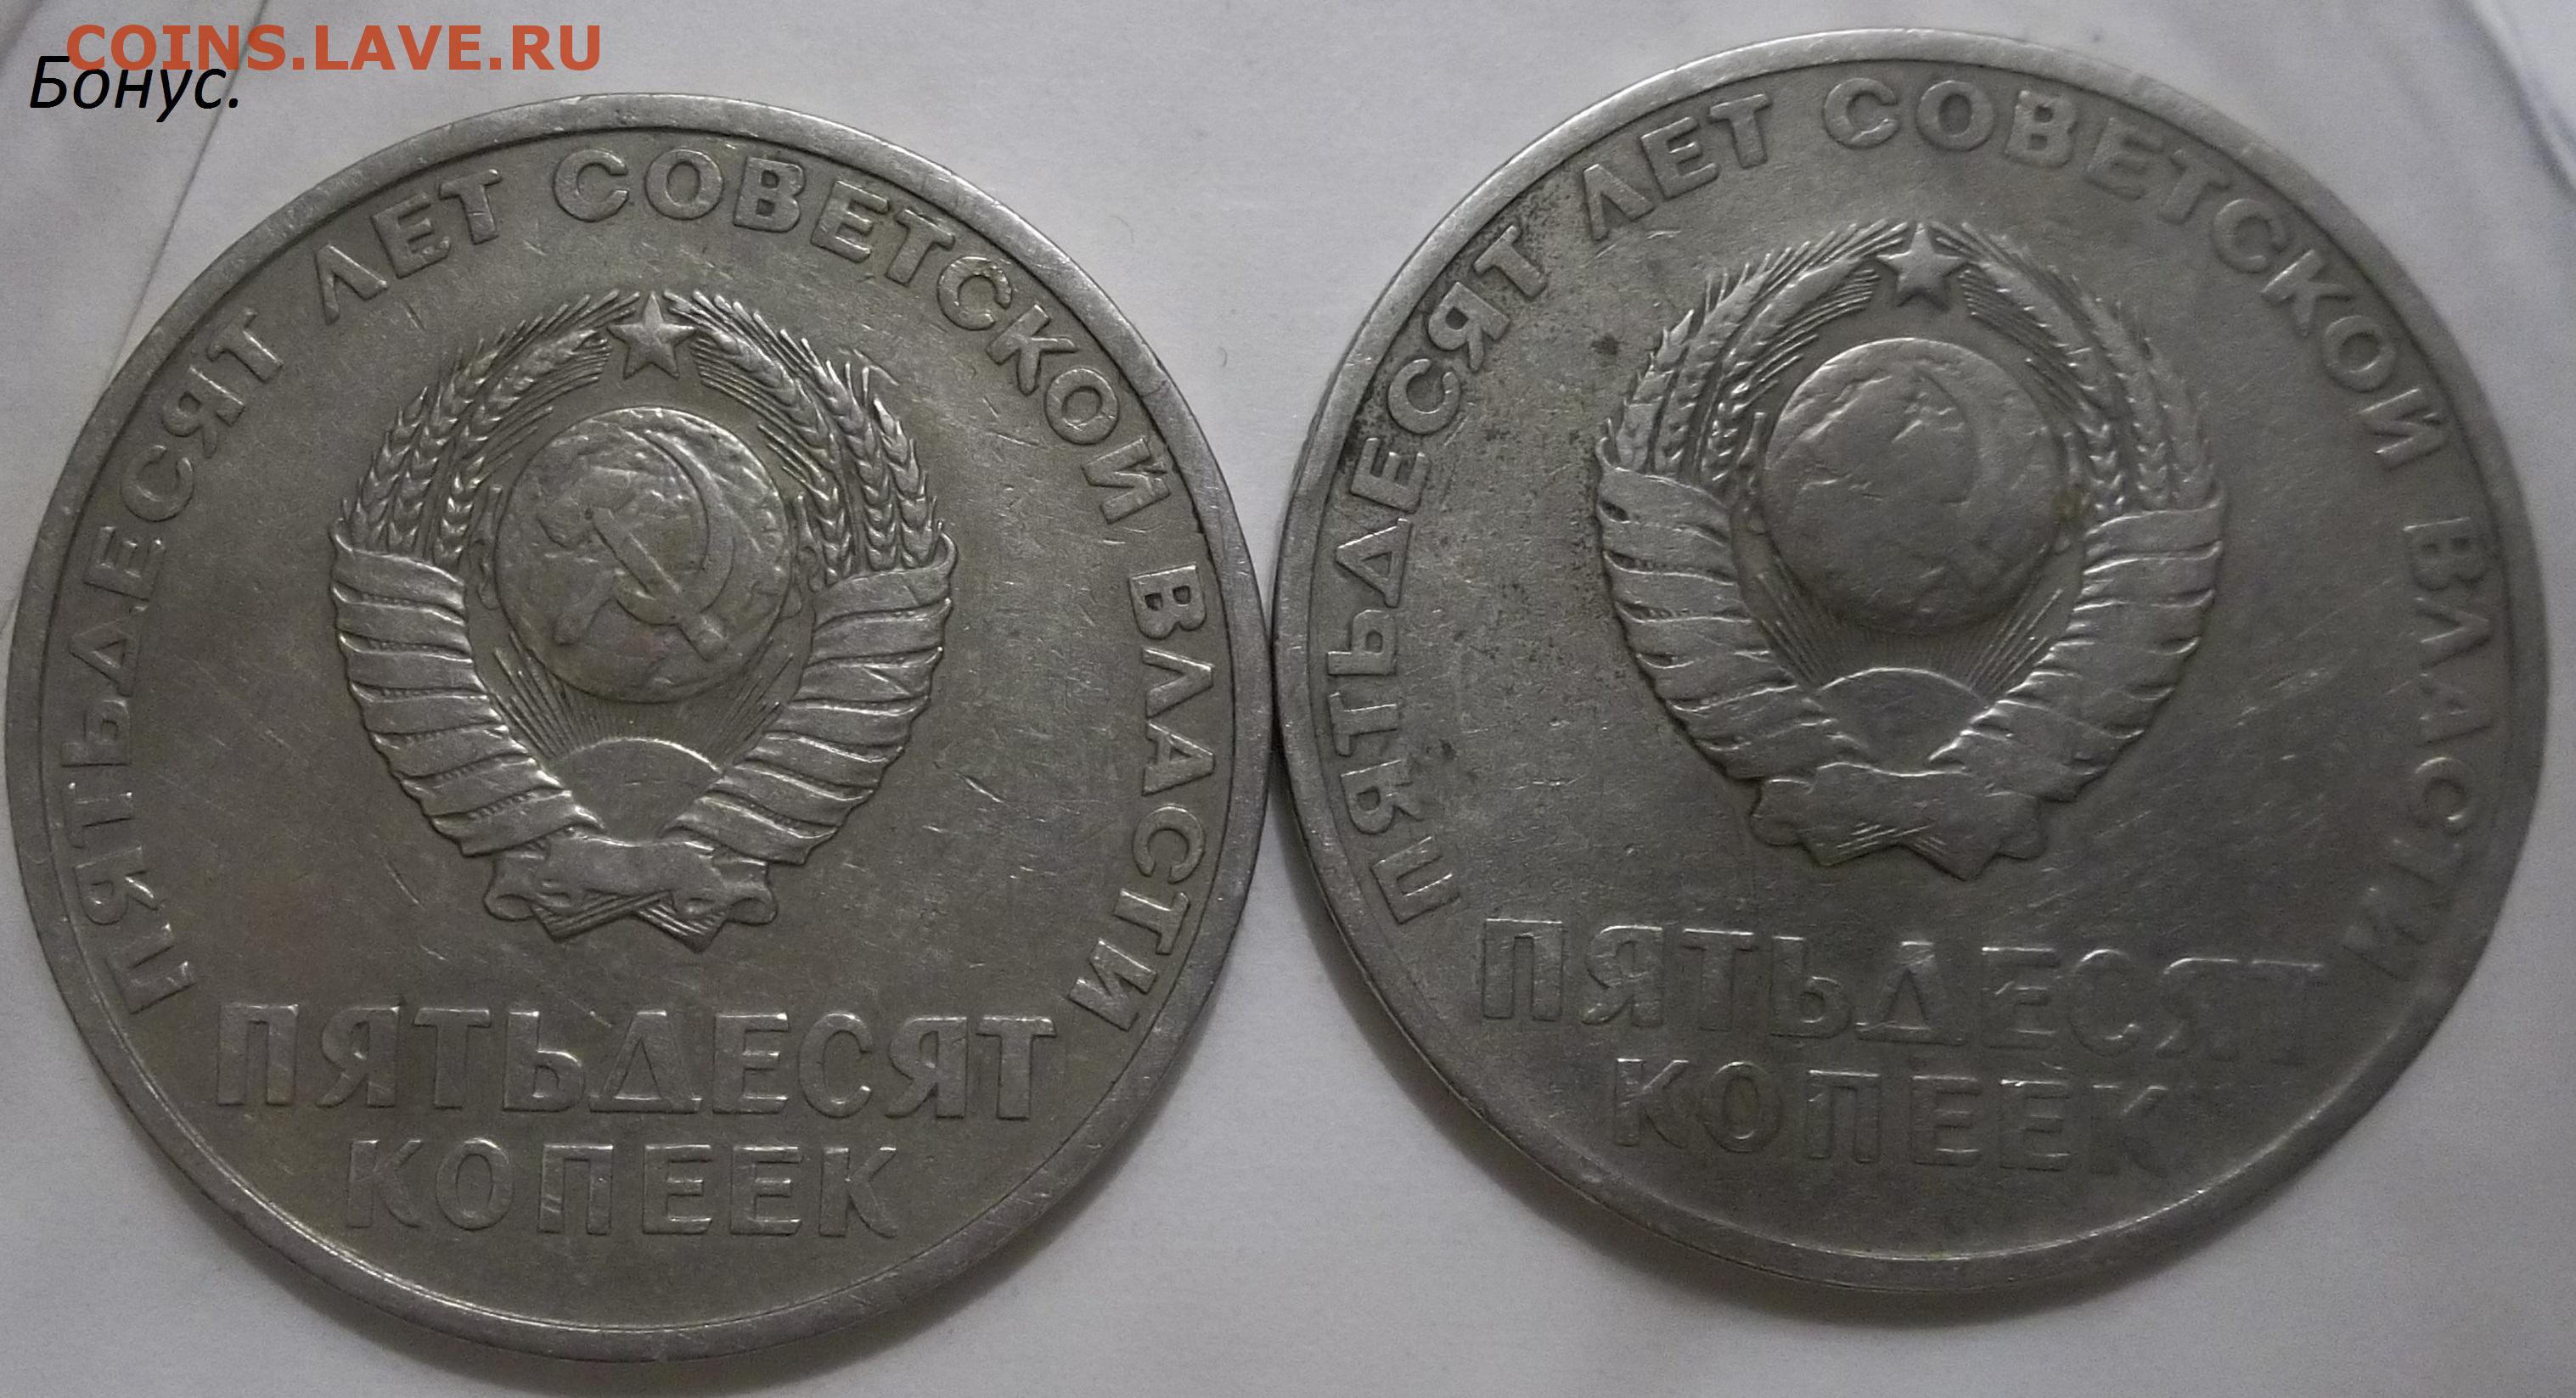 COINS.LAVE.RU
Бонус.
ПЯТЬДЕСЯТ ЛЕТ СОВЕТСКОЙ ВЛАСТИ
ПЯТЬДЕСЯТ
КОПЕЕК
ПЯТЬДЕСЯТ ЛЕТ СОВЕТСКОЙ ВЛАСТИ
ПЯТЬДЕСЯТ
КОПЕЕК